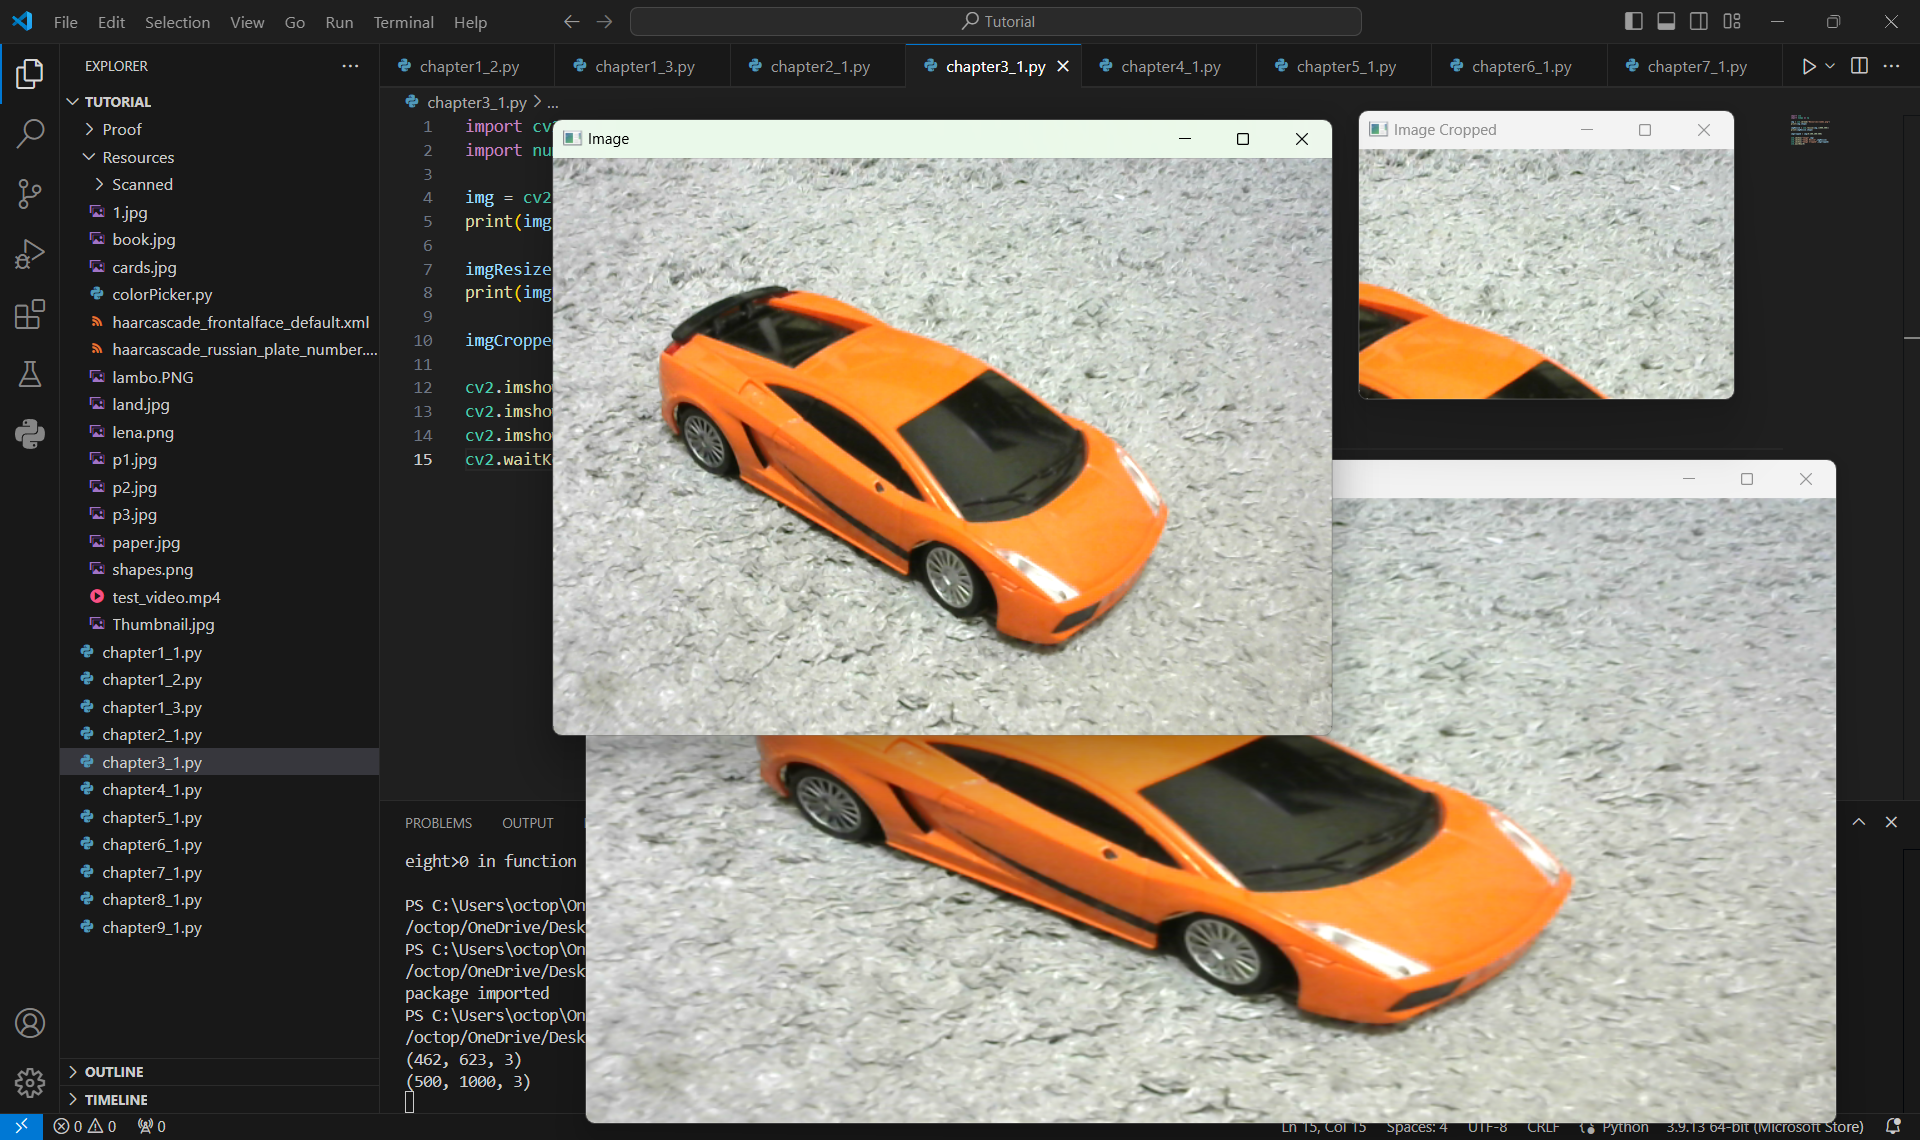 File Edit Selection View Go Run Terminal Help
Tutorial
EXPLORER
TUTORIAL
Proof
Resources
Scanned
1.jpg
book.jpg
cards.jpg
colorPicker.py
haarcascade_frontalface_default.xml
haarcascade_russian_plate_number....
lambo.PNG
land.jpg
lena.png
p1.jpg
p2.jpg
p3.jpg
paper.jpg
shapes.png
test_video.mp4
Thumbnail.jpg
chapter1_1.py
chapter1_2.py
chapter1_3.py
chapter2_1.py
chapter3_1.py
chapter4_1.py
chapter5_1.py
chapter6_1.py
chapter7_1.py
chapter8_1.py
chapter9_1.py
OUTLINE
TIMELINE
chapter1_2.py chapter1_3.py chapter2_1.py chapter3_1.py chapter4_1.py chapter5_1.py chapter6_1.py chapter7_1.py
chapter3_1.py > ...
1 import cv
2 import nu
3
4 img = cv2
5 print(img
6
7 imgResize
8 print(img
9
10 imgCroppe
11
12 cv2.imsho
13 cv2.imsho
14 cv2.imsho
15 cv2.waitK
Image
Image Cropped
PROBLEMS OUTPUT
eight>0 in function
PS C:\Users\octop\On
/octop/OneDrive/Desk
PS C:\Users\octop\On
/octop/OneDrive/Desk
package imported
PS C:\Users\octop\On
/octop/OneDrive/Desk
(462, 623, 3)
(500, 1000, 3)
0 0 0
Ln 15, Col 15 Spaces: 4 UTF-8 CRLF Python 3.9.13 64-bit (Microsoft Store)